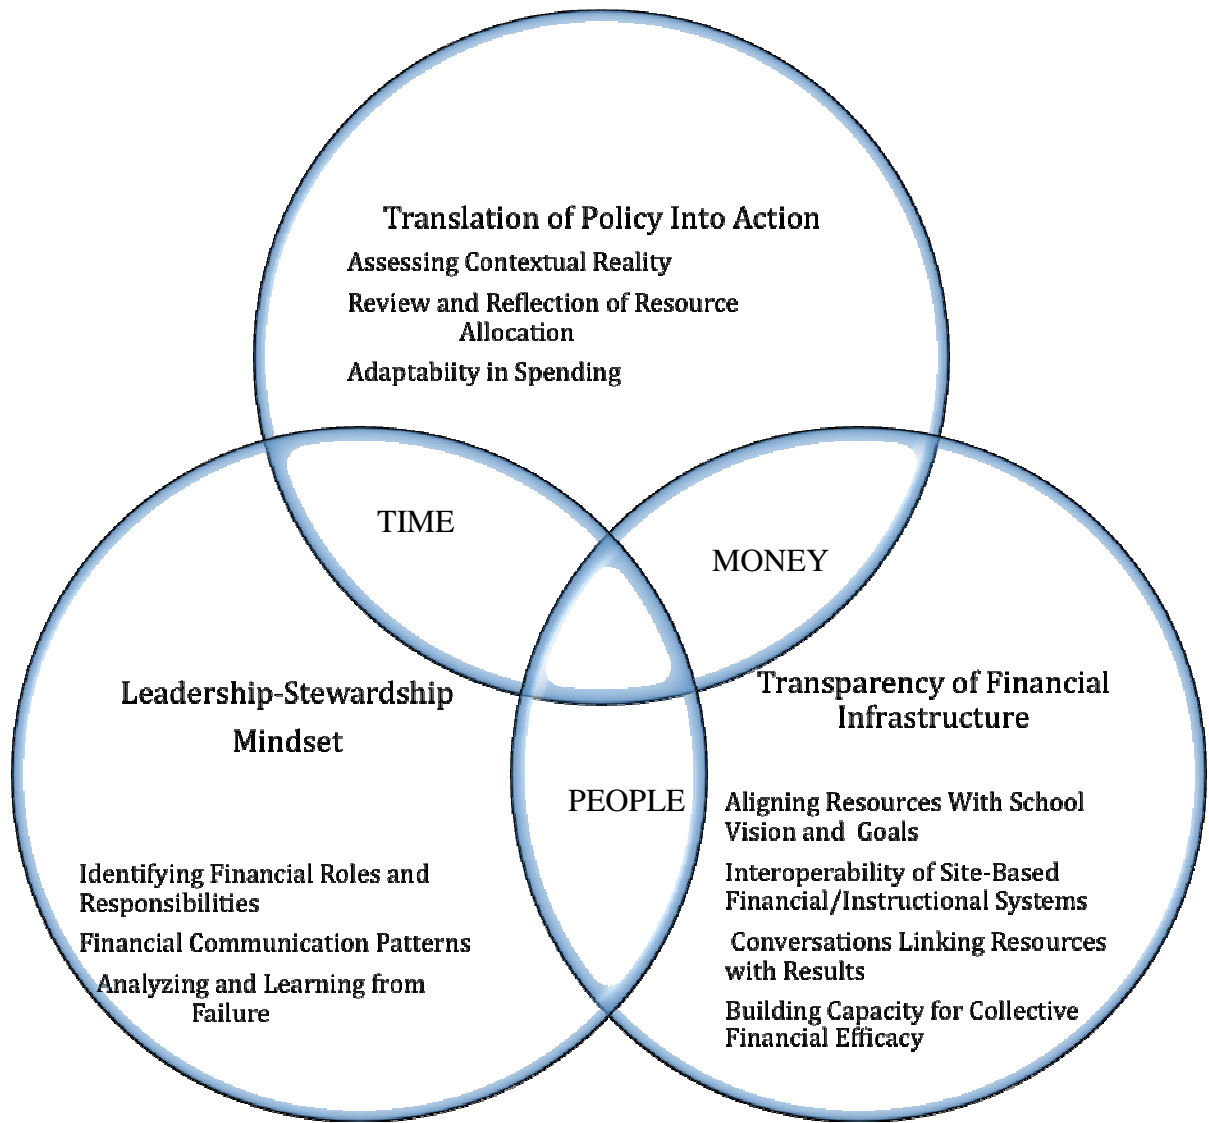 Translation of Policy Into Action
Assessing Contextual Reality
Review and Reflection of Resource
Allocation
Adaptabiity in Spending
TIME
MONEY
Leadership-Stewardship
Mindset
Identifying Financial Roles and
Responsibilities
Financial Communication Patterns
Analyzing and Learning from
Failure
PEOPLE
Transparency of Financial
Infrastructure
Aligning Resources With School
Vision and Goals
Interoperability of Site-Based
Financial/Instructional Systems
Conversations Linking Resources
with Results
Building Capacity for Collective
Financial Efficacy